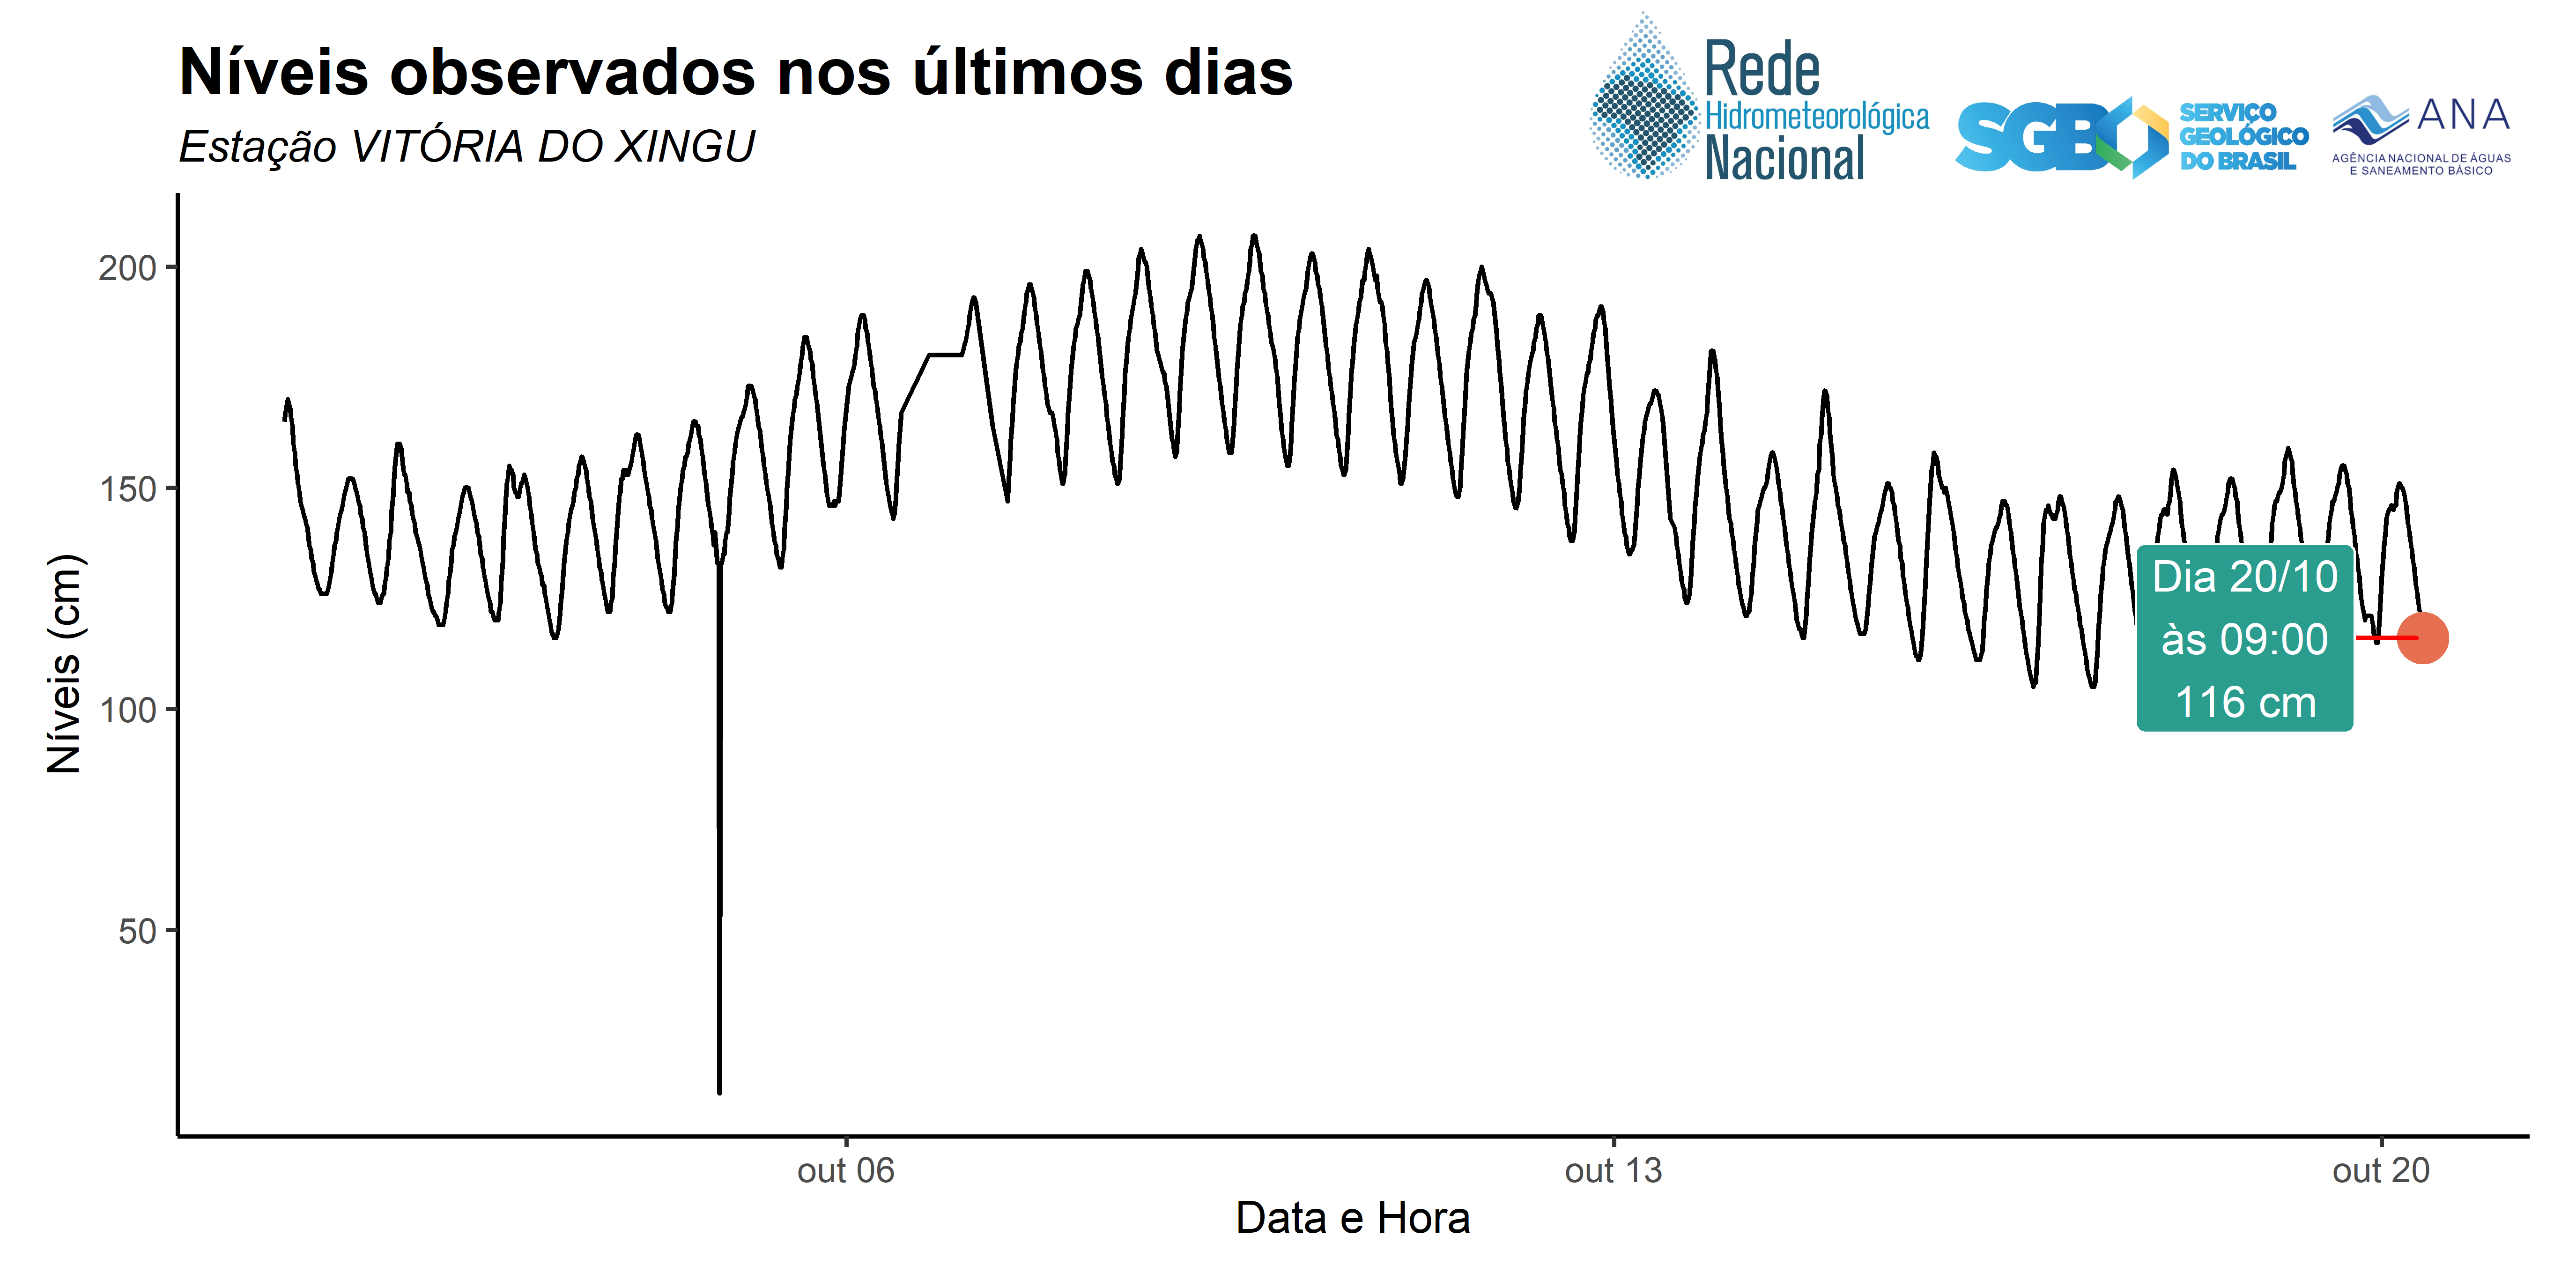 Níveis observados nos últimos dias
Estação VITÓRIA DO XINGU
Rede
Hidrometeorológica
Nacional
SGB
SERVIÇO
GEOLÓGICO
DO BRASIL
ANA
AGÊNCIA NACIONAL DE ÁGUAS
E SANEAMENTO BÁSICO
Níveis (cm)
200
150
100
50
Dia 20/10
às 09:00
116 cm
out 06
out 13
out 20
Data e Hora